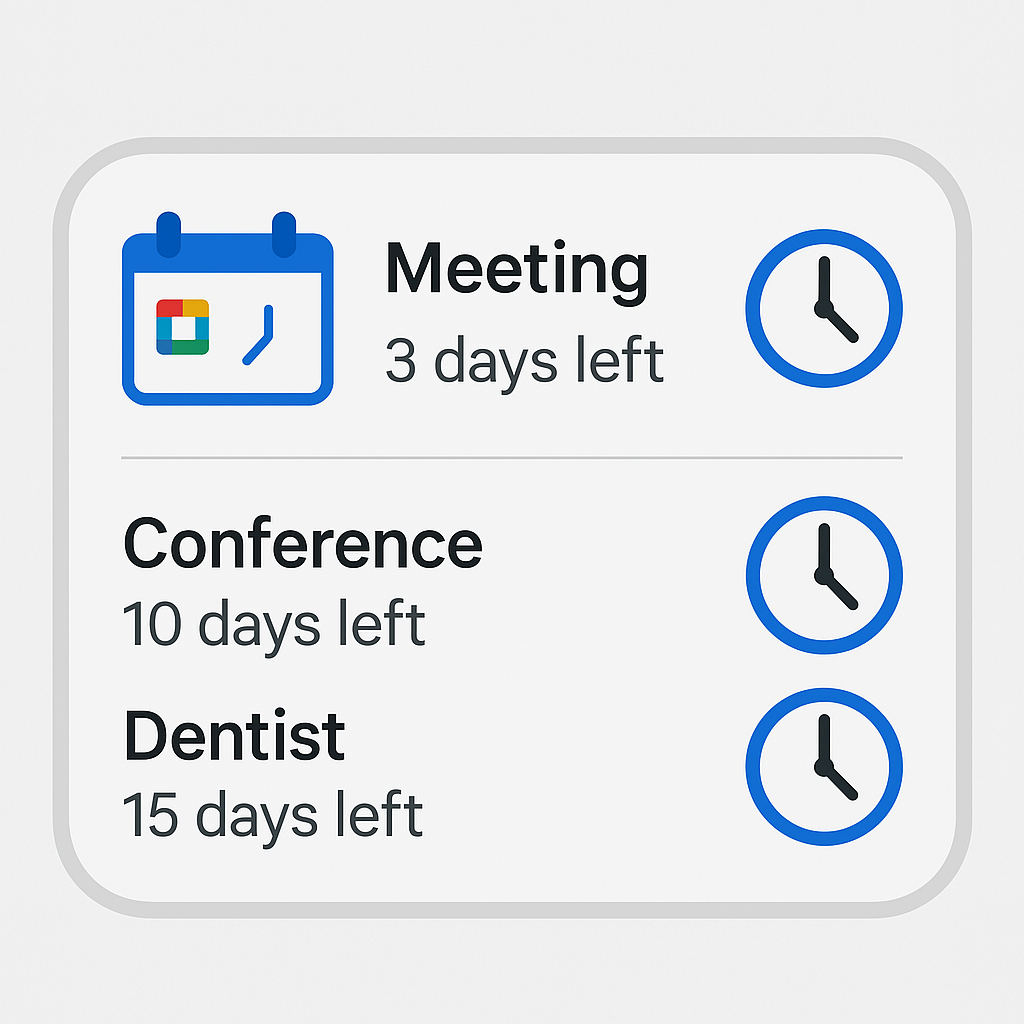 Meeting
3 days left
Conference
10 days left
Dentist
15 days left